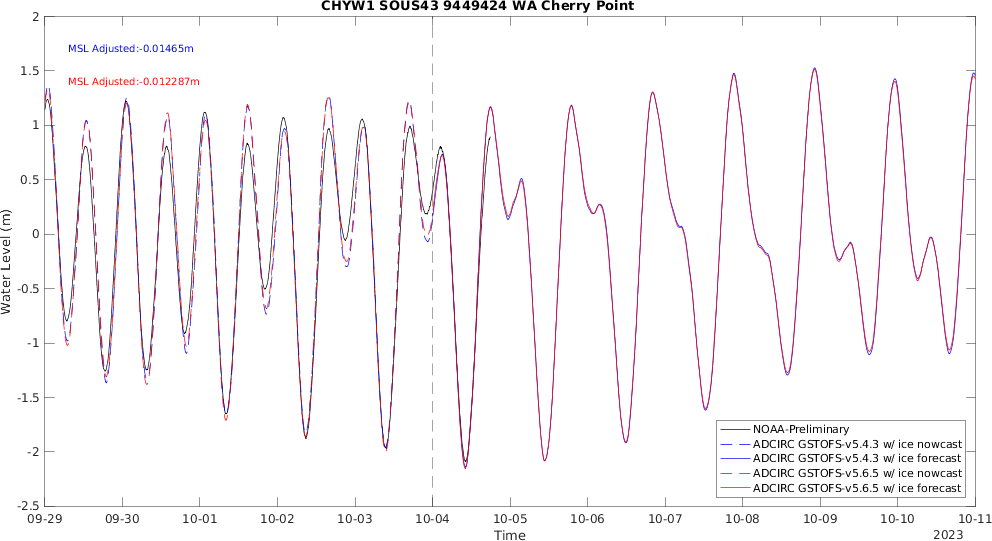 CHYW1 SOUS43 9449424 WA Cherry Point
MSL Adjusted:-0.01465m
MSL Adjusted:-0.012287m
Water Level (m)
2
1.5
1
0.5
0
-0.5
-1
-1.5
-2
-2.5
NOAA-Preliminary
ADCIRC GSTOFS-v5.4.3 w/ ice nowcast
ADCIRC GSTOFS-v5.4.3 w/ ice forecast
ADCIRC GSTOFS-v5.6.5 w/ ice nowcast
ADCIRC GSTOFS-v5.6.5 w/ ice forecast
09-29 09-30 10-01 10-02 10-03 10-04 10-05 10-06 10-07 10-08 10-09 10-10 10-11
Time
2023